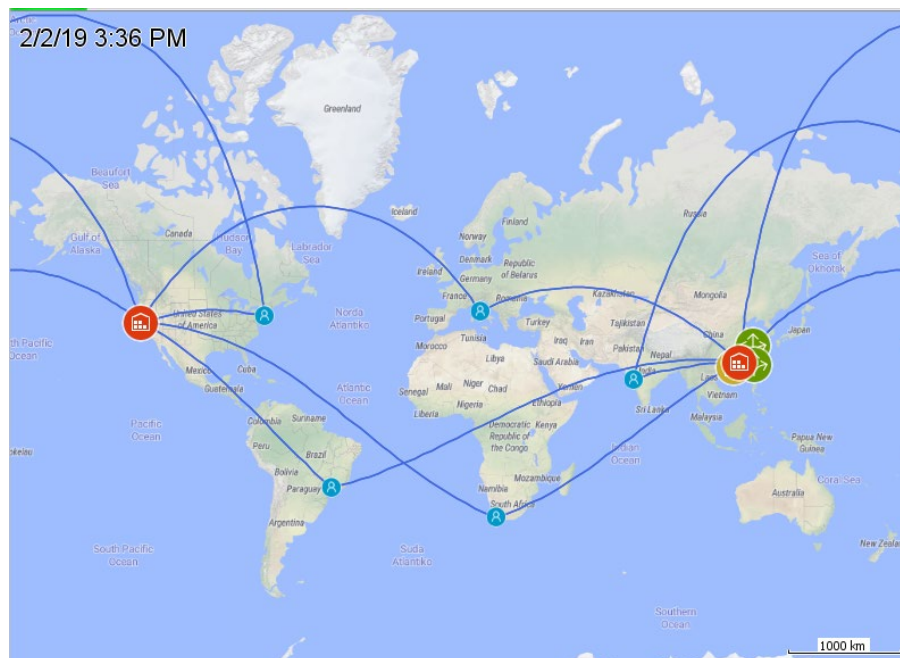 2/2/19 3:36 PM
Greenland
Beaufort
Sea
Iceland
Russia
Gulf of
Alaska
Canada
Hudson
Bay
Labrador
Sea
Finland
Norway
Denmark
Republic
of Belarus
Sea of
Okhotsk
Ireland
Germany
France
Romania
Kazakhstan
Mongolia
United States
of America
Norda
Atlantiko
Portugal
Turkey
Tajikistan
China
Japan
Morocco
Tunisia
Iraq
Iran
Pakistan
Nepal
Pacific
Ocean
Mexico
Cuba
Guatemala
Libya
Saudi Arabia
India
Laos
Atlantic
Ocean
Senegal
Mali
Niger
Chad
Yemen
Vietnam
Liberia
Nigeria
Ethiopia
Sri Lanka
Malaysia
Pacific
Ocean
Colombia
Suriname
Democratic
Republic of
the Congo
Kenya
Indian
Ocean
Papua New
Guinea
Peru
Brazil
Bolivia
Mozambique
Coral Sea
Paraguay
Namibia
South Africa
Australia
Argentina
South Pacific
Ocean
Suda
Atlantiko
Southern
Ocean
1000 km